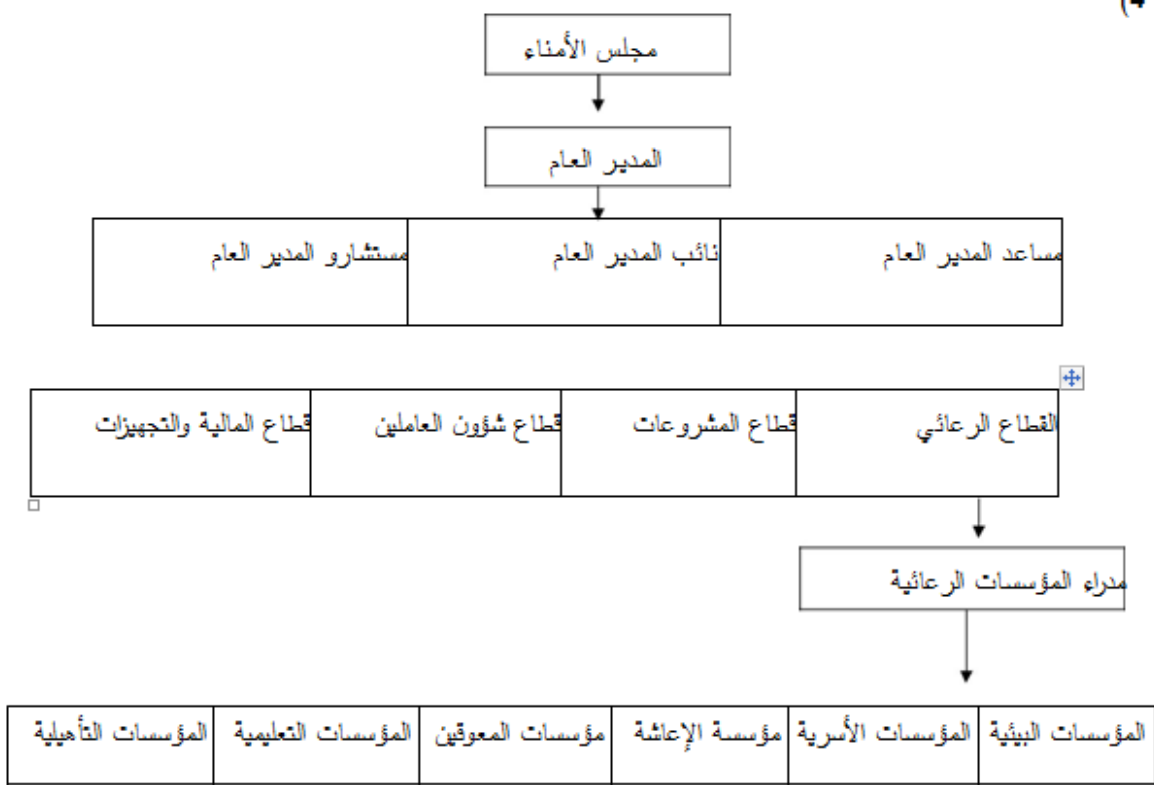 (4
مجلس الأمناء
المدير العام
مساعد المدير العام
نائب المدير العام
مستشارو المدير العام
القطاع الرعائي
قطاع المشروعات
قطاع شؤون العاملين
قطاع المالية والتجهيزات
مدراء المؤسسات الرعائية
المؤسسات البيئية
المؤسسات الأسرية
مؤسسة الإعاشة
مؤسسات المعوقين
المؤسسات التعليمية
المؤسسات التأهيلية